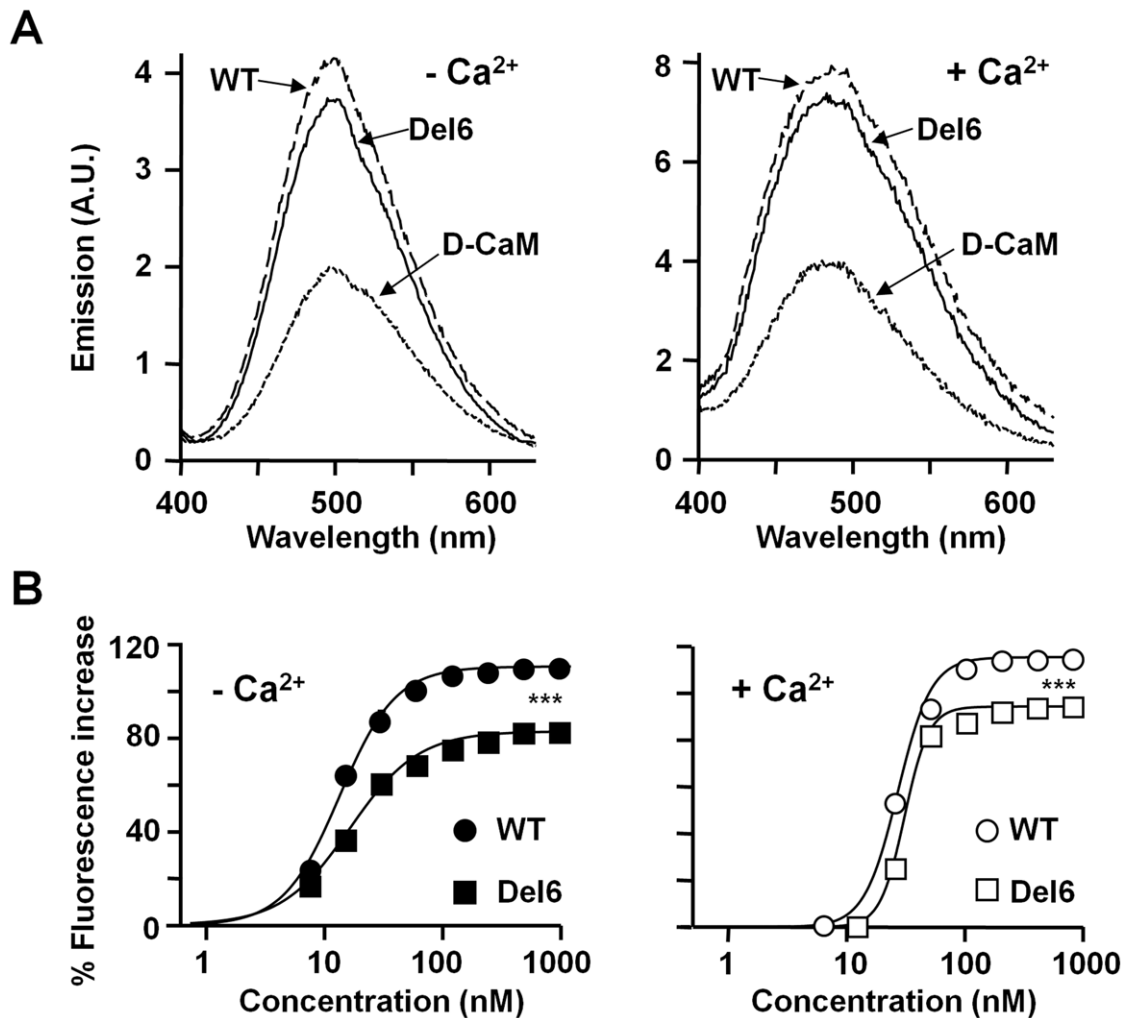 A
Emission (A.U.)
4
3
2
1
0
WT
- Ca²⁺
Del6
D-CaM
400 500 600
Wavelength (nm)
8
6
4
2
0
WT
+ Ca²⁺
Del6
D-CaM
400 500 600
Wavelength (nm)
B
% Fluorescence increase
120
80
40
0
- Ca²⁺
***
WT
Del6
1 10 100 1000
Concentration (nM)
+ Ca²⁺
***
WT
Del6
1 10 100 1000
Concentration (nM)